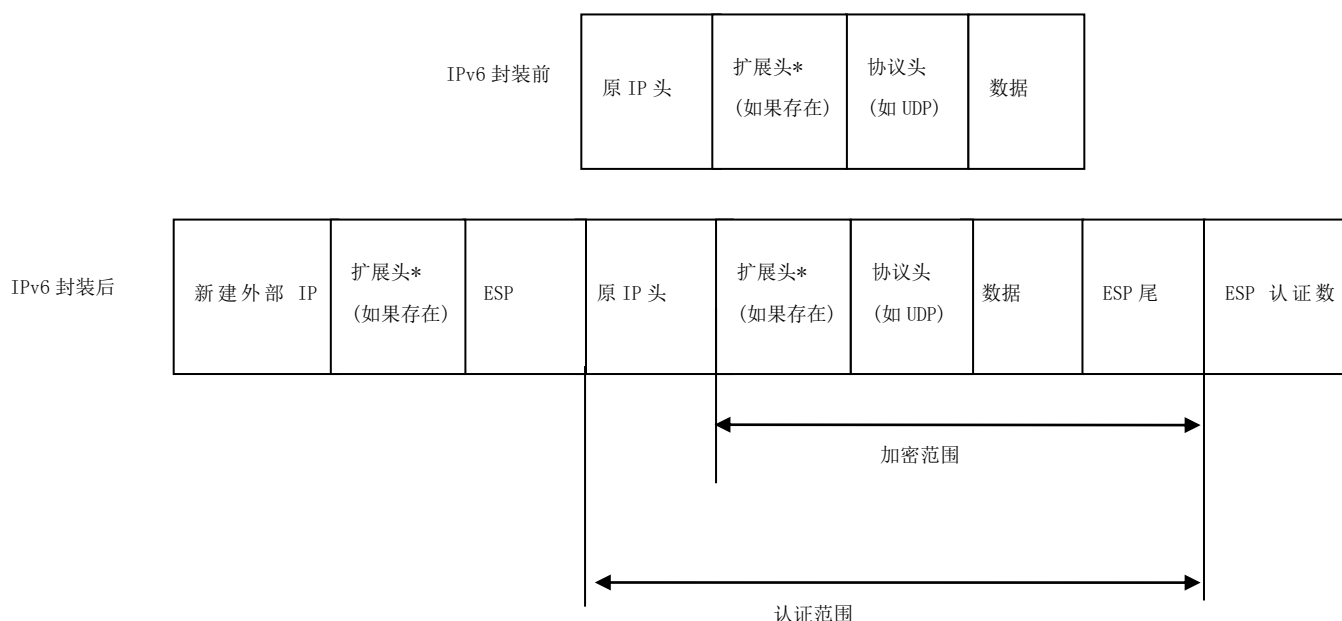 IPv6 封装前
原 IP 头
扩展头*
(如果存在)
协议头
(如 UDP)
数据
IPv6 封装后
新建外部 IP
扩展头*
(如果存在)
ESP
原 IP 头
扩展头*
(如果存在)
协议头
(如 UDP)
数据
ESP 尾
ESP 认证数
加密范围
认证范围